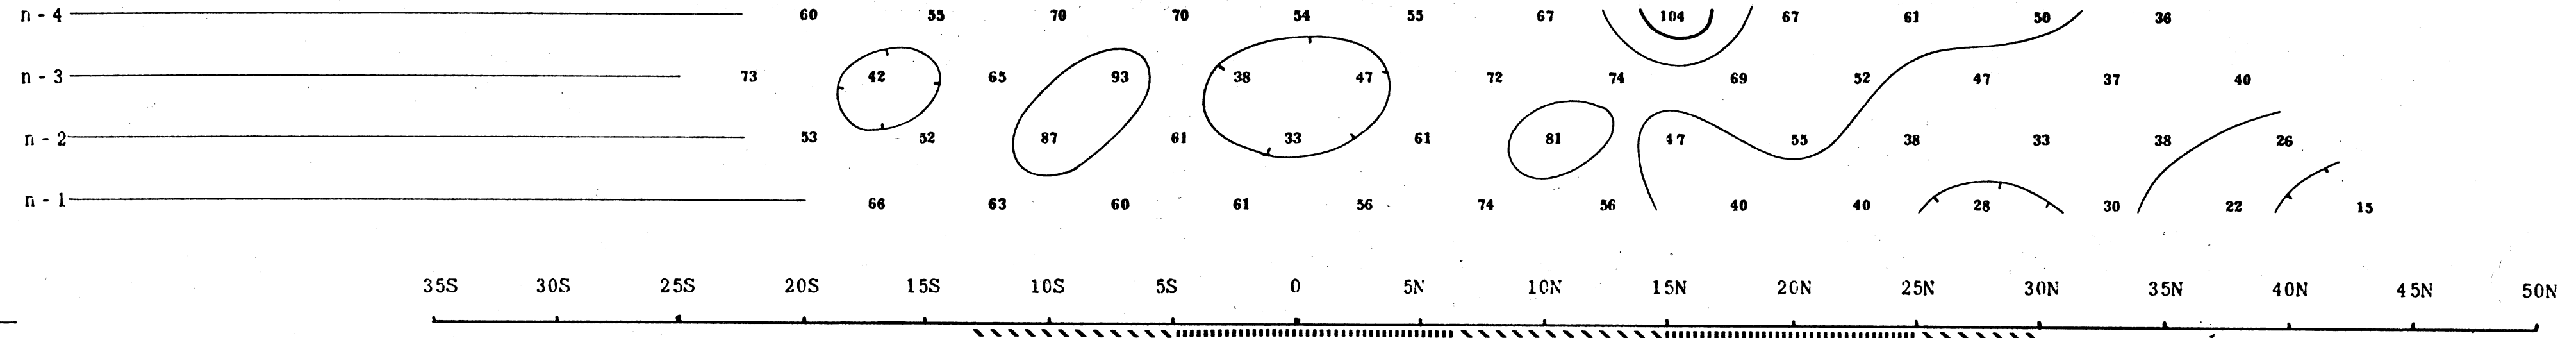 n - 4 60 55 70 70 54 55 67 104 67 61 50 36
n - 3 73 42 65 93 38 47 72 74 69 52 47 37 40
n - 2 53 52 87 61 33 61 81 47 55 38 33 38 26
n - 1 66 63 60 61 56 74 56 40 40 28 30 22 15
35S 30S 25S 20S 15S 10S 5S 0 5N 10N 15N 20N 25N 30N 35N 40N 45N 50N